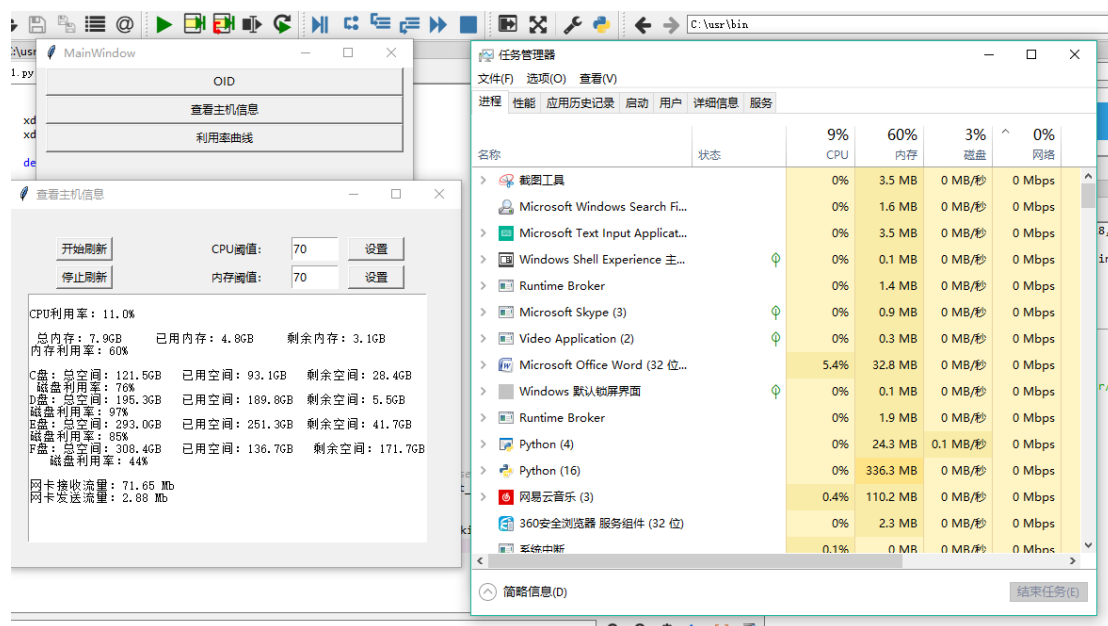 C:\usr\bin
MainWindow
1.py
OID
查看主机信息
利用率曲线
xd
xd
de
查看主机信息
开始刷新 CPU阈值: 70 设置
停止刷新 内存阈值: 70 设置
CPU利用率: 11.0%
总内存: 7.9GB 已用内存: 4.8GB 剩余内存: 3.1GB
内存利用率: 60%
C盘: 总空间: 121.5GB 已用空间: 93.1GB 剩余空间: 28.4GB
磁盘利用率: 76%
D盘: 总空间: 195.3GB 已用空间: 189.8GB 剩余空间: 5.5GB
磁盘利用率: 97%
E盘: 总空间: 293.0GB 已用空间: 251.3GB 剩余空间: 41.7GB
磁盘利用率: 85%
F盘: 总空间: 308.4GB 已用空间: 136.7GB 剩余空间: 171.7GB
磁盘利用率: 44%
网卡接收流量: 71.65 Mb
网卡发送流量: 2.88 Mb
任务管理器
文件(F) 选项(O) 查看(V)
进程 性能 应用历史记录 启动 用户 详细信息 服务
9% 60% 3% 0%
名称 状态 CPU 内存 磁盘 网络
截图工具 0% 3.5 MB 0 MB/秒 0 Mbps
Microsoft Windows Search Fi... 0% 1.6 MB 0 MB/秒 0 Mbps
Microsoft Text Input Applicat... 0% 3.5 MB 0 MB/秒 0 Mbps
Windows Shell Experience 主... 0% 0.1 MB 0 MB/秒 0 Mbps
Runtime Broker 0% 1.4 MB 0 MB/秒 0 Mbps
Microsoft Skype (3) 0% 0.9 MB 0 MB/秒 0 Mbps
Video Application (2) 0% 0.3 MB 0 MB/秒 0 Mbps
Microsoft Office Word (32 位... 5.4% 32.8 MB 0 MB/秒 0 Mbps
Windows 默认锁屏界面 0% 0.1 MB 0 MB/秒 0 Mbps
Runtime Broker 0% 1.9 MB 0 MB/秒 0 Mbps
Python (4) 0% 24.3 MB 0.1 MB/秒 0 Mbps
Python (16) 0% 336.3 MB 0 MB/秒 0 Mbps
网易云音乐 (3) 0.4% 110.2 MB 0 MB/秒 0 Mbps
360安全浏览器 服务组件 (32 位) 0% 2.3 MB 0 MB/秒 0 Mbps
系统中断 0.1% 0 MB 0 MB/秒 0 Mbps
简略信息(D) 结束任务(E)